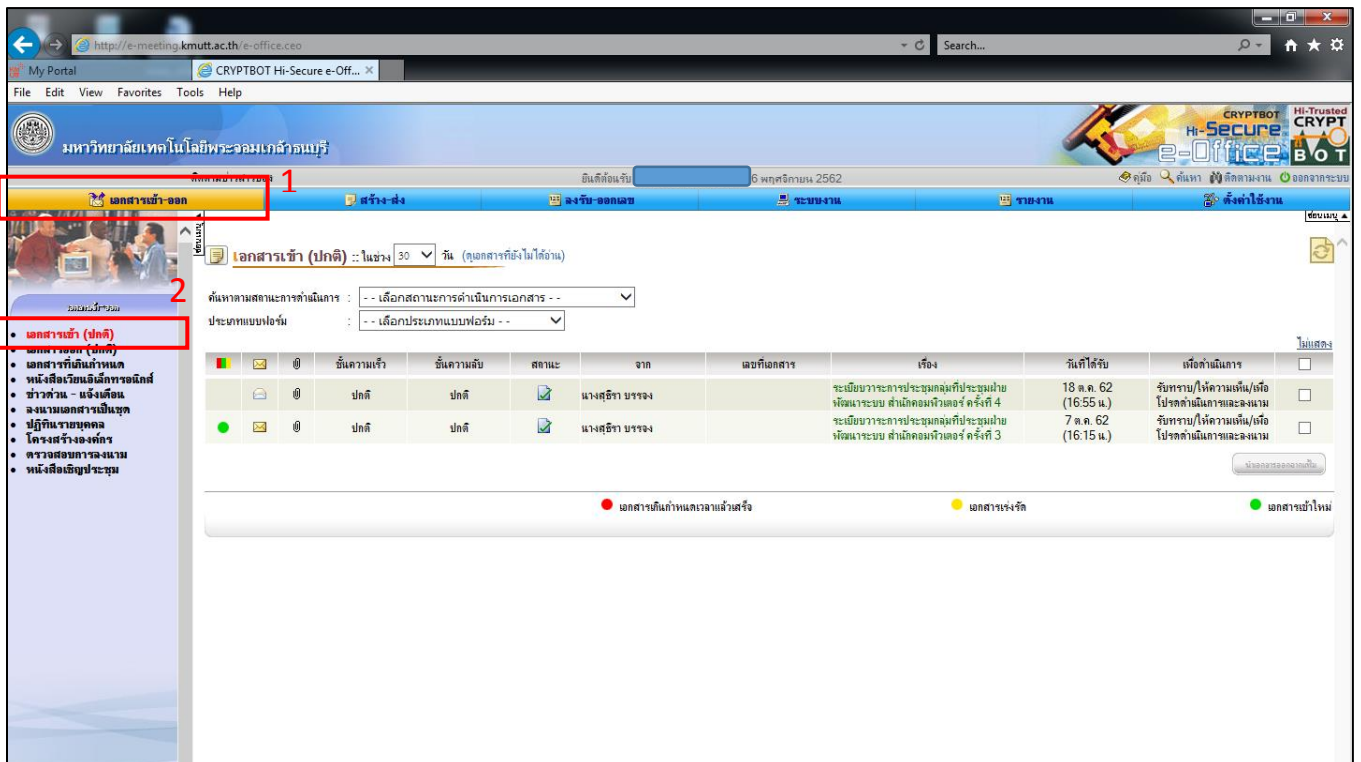 http://e-meeting.kmutt.ac.th/e-office.ceo
Search...
My Portal
CRYPTBOT Hi-Secure e-Off...
File Edit View Favorites Tools Help
มหาวิทยาลัยเทคโนโลยีพระจอมเกล้าธนบุรี
CRYPTBOT
Hi-Secure
e-Office
Hi-Trusted
CRYPT
BOT
ยินดีต้อนรับ 6 พฤศจิกายน 2562 คู่มือ ค้นหา ติดตามงาน ออกจากระบบ
1
เอกสารเข้า-ออก สร้าง-ส่ง ลงรับ-ออกเลข ระบบงาน รายงาน ตั้งค่าใช้งาน
ซ่อนเมนู
ซ่อนเมนู
เอกสารเข้า (ปกติ) :: ในช่วง 30 วัน (ดูเอกสารที่ยังไม่ได้อ่าน)
2
เอกสารเข้า-ออก
ค้นหาตามสถานะการดำเนินการ : - - เลือกสถานะการดำเนินการเอกสาร - -
ประเภทแบบฟอร์ม : - - เลือกประเภทแบบฟอร์ม - -
เอกสารเข้า (ปกติ)
เอกสารออก (ปกติ)
เอกสารที่เกินกำหนด
หนังสือเวียนอิเล็กทรอนิกส์
ข่าวด่วน - แจ้งเตือน
ลงนามเอกสารเป็นชุด
ปฏิทินรายบุคคล
โครงสร้างองค์กร
ตรวจสอบการลงนาม
หนังสือเชิญประชุม
ไม่แสดง
ชั้นความเร็ว ชั้นความลับ สถานะ จาก เลขที่เอกสาร เรื่อง วันที่ได้รับ เพื่อดำเนินการ
ปกติ ปกติ นางศุธิรา บรรจง ระเบียบวาระการประชุมกลุ่มที่ประชุมฝ่าย 18 ต.ค. 62 รับทราบ/ให้ความเห็น/เพื่อ
พัฒนาระบบ สำนักคอมพิวเตอร์ ครั้งที่ 4 (16:55 น.) โปรดดำเนินการและลงนาม
ปกติ ปกติ นางศุธิรา บรรจง ระเบียบวาระการประชุมกลุ่มที่ประชุมฝ่าย 7 ต.ค. 62 รับทราบ/ให้ความเห็น/เพื่อ
พัฒนาระบบ สำนักคอมพิวเตอร์ ครั้งที่ 3 (16:15 น.) โปรดดำเนินการและลงนาม
นำเอกสารออกจากแฟ้ม
เอกสารเกินกำหนดเวลาแล้วเสร็จ เอกสารเร่งรัด เอกสารเข้าใหม่